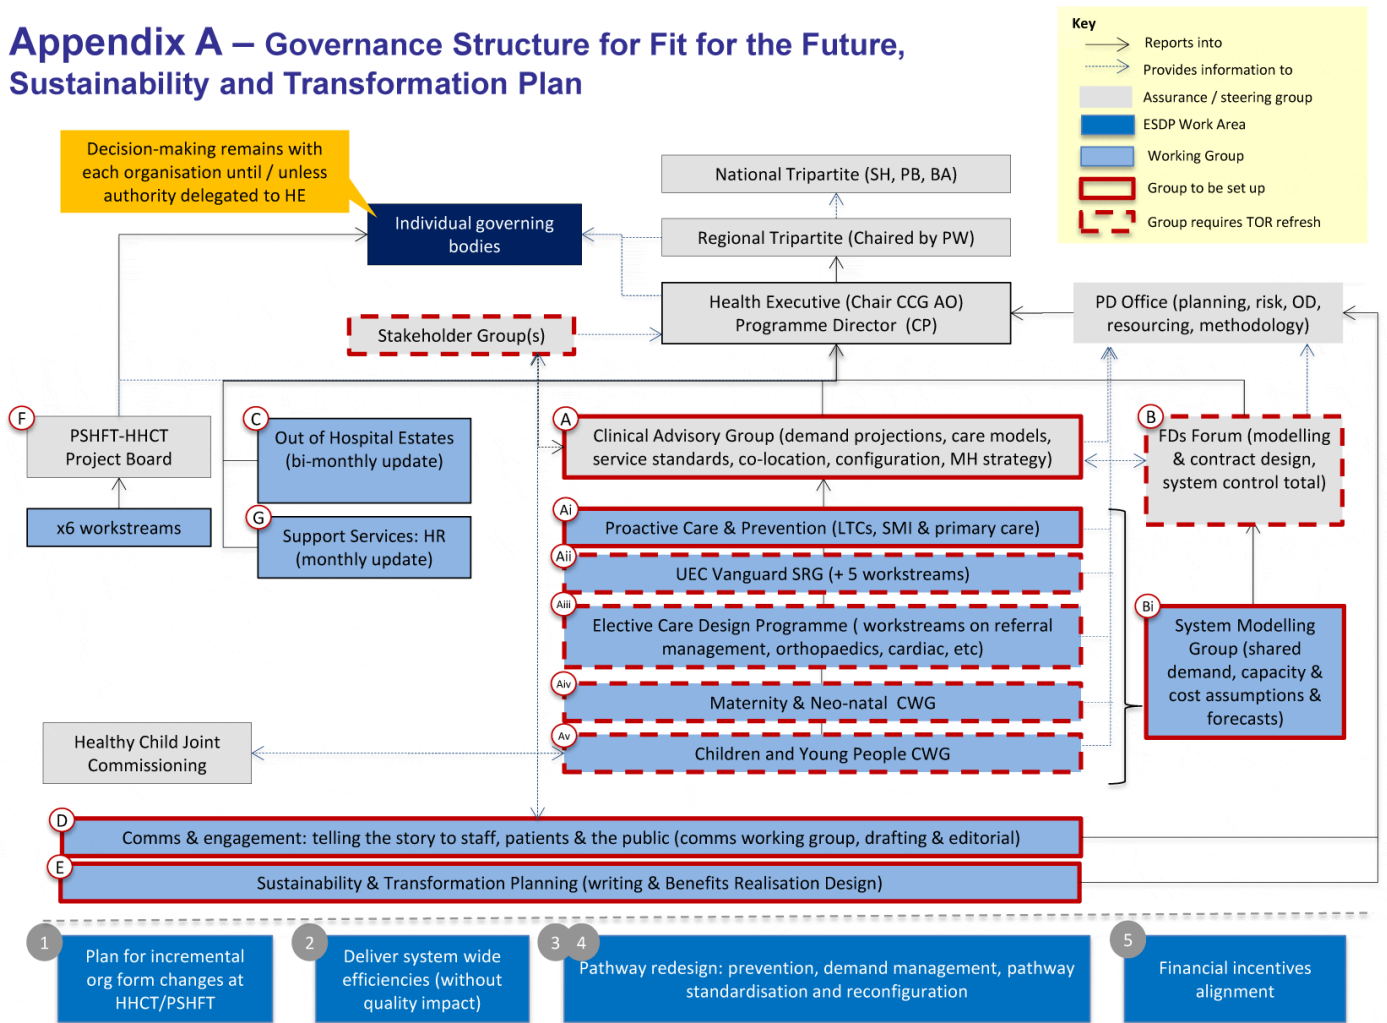 Appendix A – Governance Structure for Fit for the Future,
Sustainability and Transformation Plan
Key
Reports into
Provides information to
Assurance / steering group
ESDP Work Area
Working Group
Group to be set up
Group requires TOR refresh
Decision-making remains with
each organisation until / unless
authority delegated to HE
Individual governing
bodies
National Tripartite (SH, PB, BA)
Regional Tripartite (Chaired by PW)
Health Executive (Chair CCG AO)
Programme Director (CP)
PD Office (planning, risk, OD,
resourcing, methodology)
Stakeholder Group(s)
F
PSHFT-HHCT
Project Board
x6 workstreams
C
Out of Hospital Estates
(bi-monthly update)
G
Support Services: HR
(monthly update)
A
Clinical Advisory Group (demand projections, care models,
service standards, co-location, configuration, MH strategy)
B
FDs Forum (modelling
& contract design,
system control total)
Ai
Proactive Care & Prevention (LTCs, SMI & primary care)
Aii
UEC Vanguard SRG (+ 5 workstreams)
Aiii
Elective Care Design Programme ( workstreams on referral
management, orthopaedics, cardiac, etc)
Aiv
Maternity & Neo-natal CWG
Av
Children and Young People CWG
Bi
System Modelling
Group (shared
demand, capacity &
cost assumptions &
forecasts)
Healthy Child Joint
Commissioning
D
Comms & engagement: telling the story to staff, patients & the public (comms working group, drafting & editorial)
E
Sustainability & Transformation Planning (writing & Benefits Realisation Design)
1
Plan for incremental
org form changes at
HHCT/PSHFT
2
Deliver system wide
efficiencies (without
quality impact)
3 4
Pathway redesign: prevention, demand management, pathway
standardisation and reconfiguration
5
Financial incentives
alignment